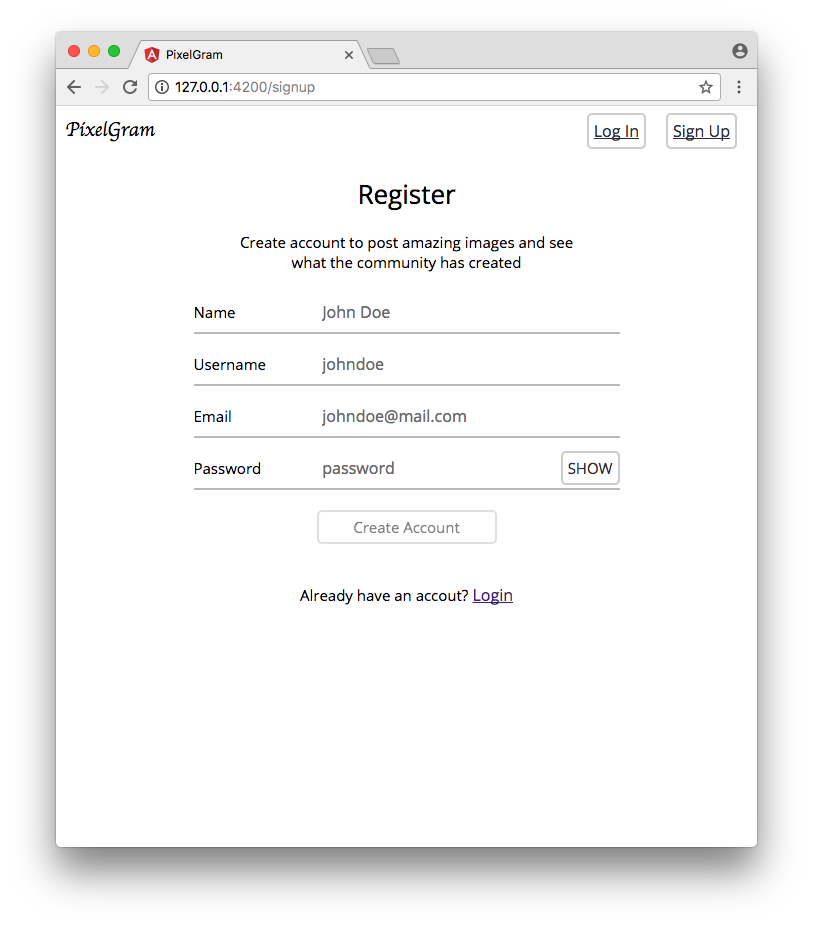 PixelGram
127.0.0.1:4200/signup
PixelGram
Log In
Sign Up
Register
Create account to post amazing images and see
what the community has created
Name John Doe
Username johndoe
Email johndoe@mail.com
Password password SHOW
Create Account
Already have an accout? Login